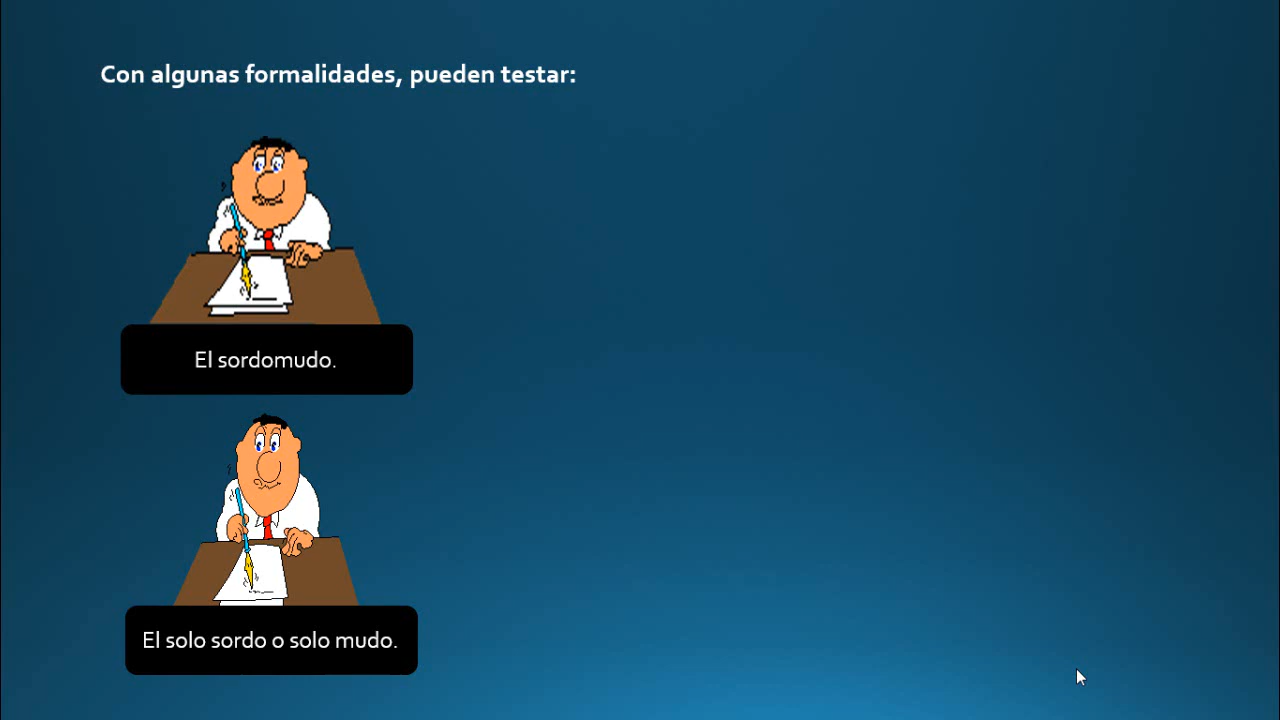 Con algunas formalidades, pueden testar:
El sordomudo.
El solo sordo o solo mudo.